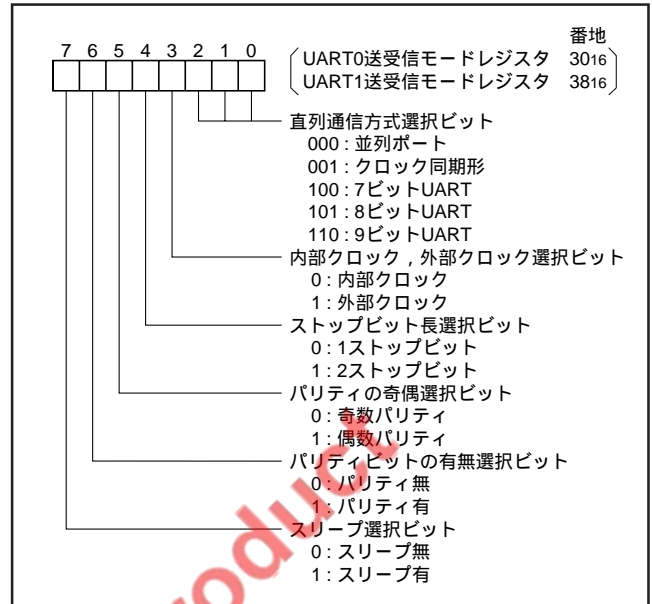 番地
7 6 5 4 3 2 1 0
UART0送受信モードレジスタ 3016
UART1送受信モードレジスタ 3816
直列通信方式選択ビット
000 : 並列ポート
001 : クロック同期形
100 : 7ビットUART
101 : 8ビットUART
110 : 9ビットUART
内部クロック , 外部クロック選択ビット
0 : 内部クロック
1 : 外部クロック
ストップビット長選択ビット
0 : 1ストップビット
1 : 2ストップビット
パリティの奇偶選択ビット
0 : 奇数パリティ
1 : 偶数パリティ
パリティビットの有無選択ビット
0 : パリティ無
1 : パリティ有
スリープ選択ビット
0 : スリープ無
1 : スリープ有
roduct